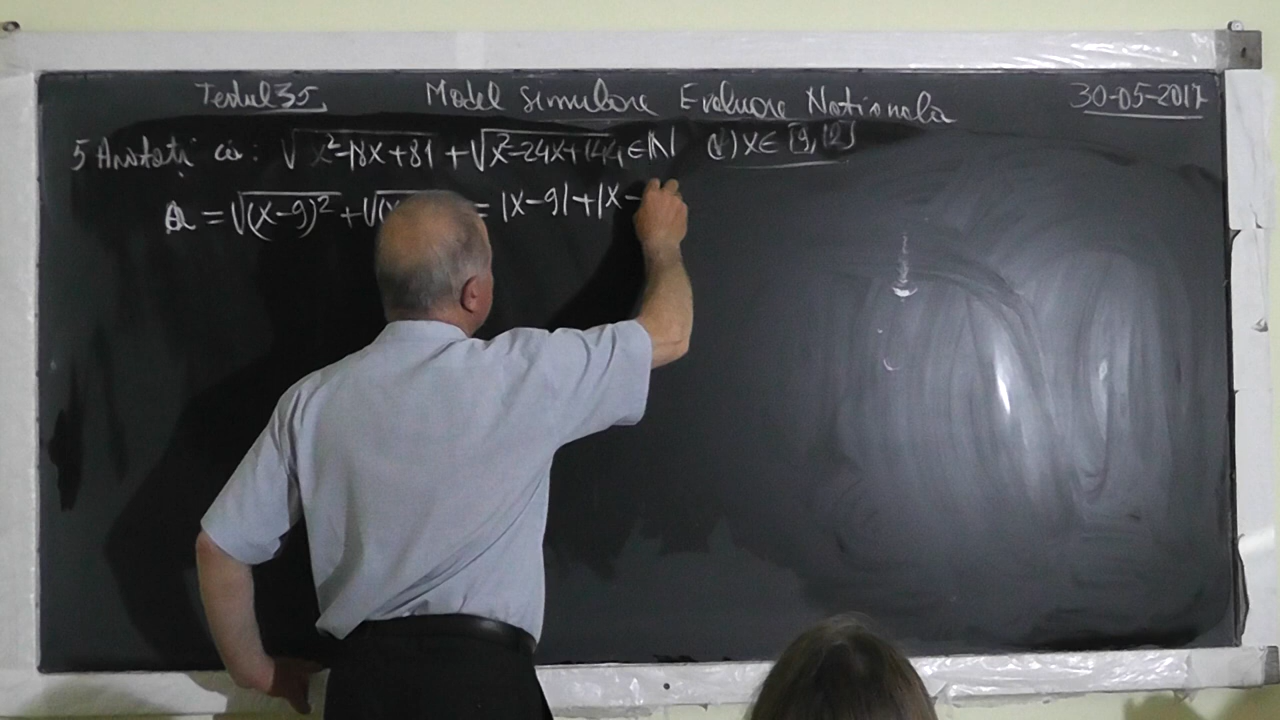 Testul 35 Model Simulare Evaluare Nationala 30-05-2017
5 Arătați că: √x²-18x+81 + √x²-24x+144 ∈ ℕ (∀) x ∈ [9,12]
a = √(x-9)² + √(x = |x-9| + |x-